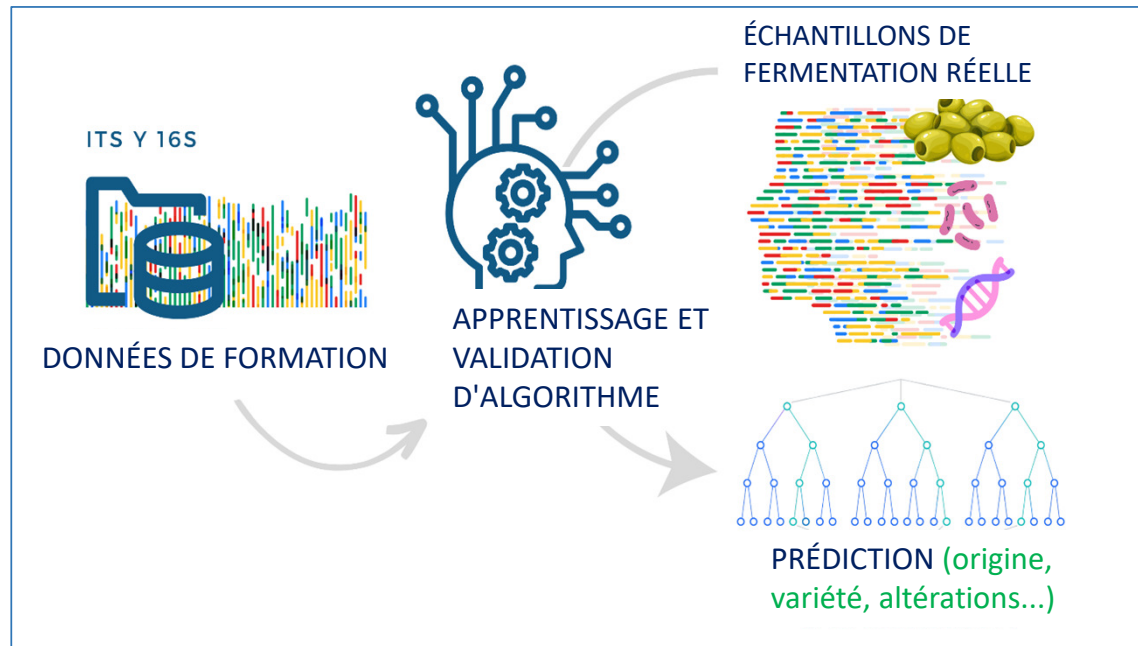 ITS Y 16S
DONNÉES DE FORMATION
APPRENTISSAGE ET
VALIDATION
D'ALGORITHME
ÉCHANTILLONS DE
FERMENTATION RÉELLE
PRÉDICTION (origine,
variété, altérations...)